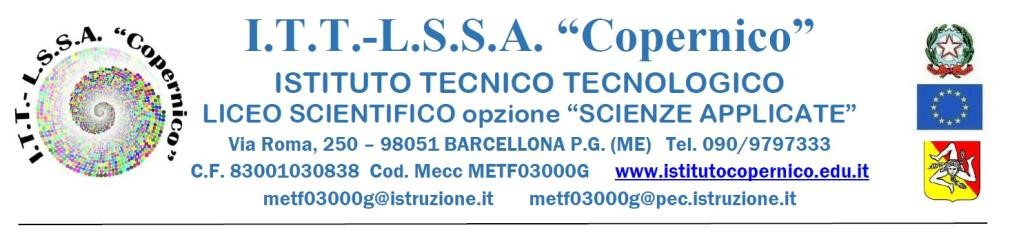 I.T.T.- L.S.S.A. “Copernico”
I.T.T.-L.S.S.A. “Copernico”
ISTITUTO TECNICO TECNOLOGICO
LICEO SCIENTIFICO opzione “SCIENZE APPLICATE”
Via Roma, 250 – 98051 BARCELLONA P.G. (ME) Tel. 090/9797333
C.F. 83001030838 Cod. Mecc METF03000G www.istitutocopernico.edu.it
metf03000g@istruzione.it metf03000g@pec.istruzione.it